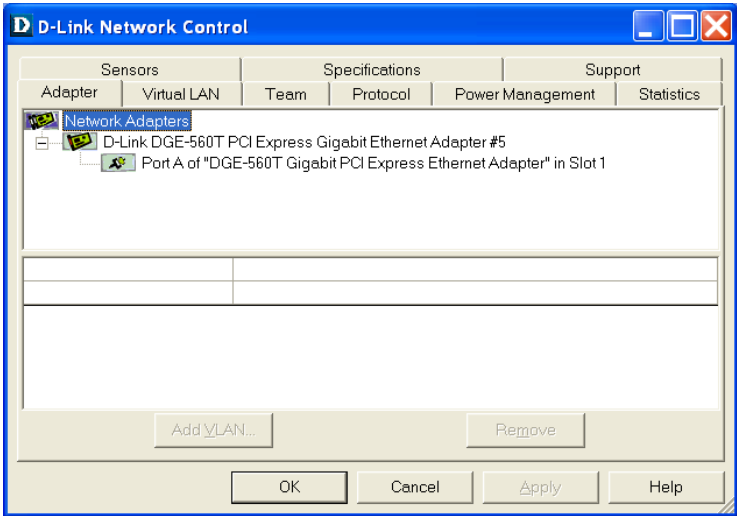 D D-Link Network Control
Sensors Specifications Support
Adapter Virtual LAN Team Protocol Power Management Statistics
Network Adapters
D-Link DGE-560T PCI Express Gigabit Ethernet Adapter #5
Port A of "DGE-560T Gigabit PCI Express Ethernet Adapter" in Slot 1
Add VLAN... Remove
OK Cancel Apply Help